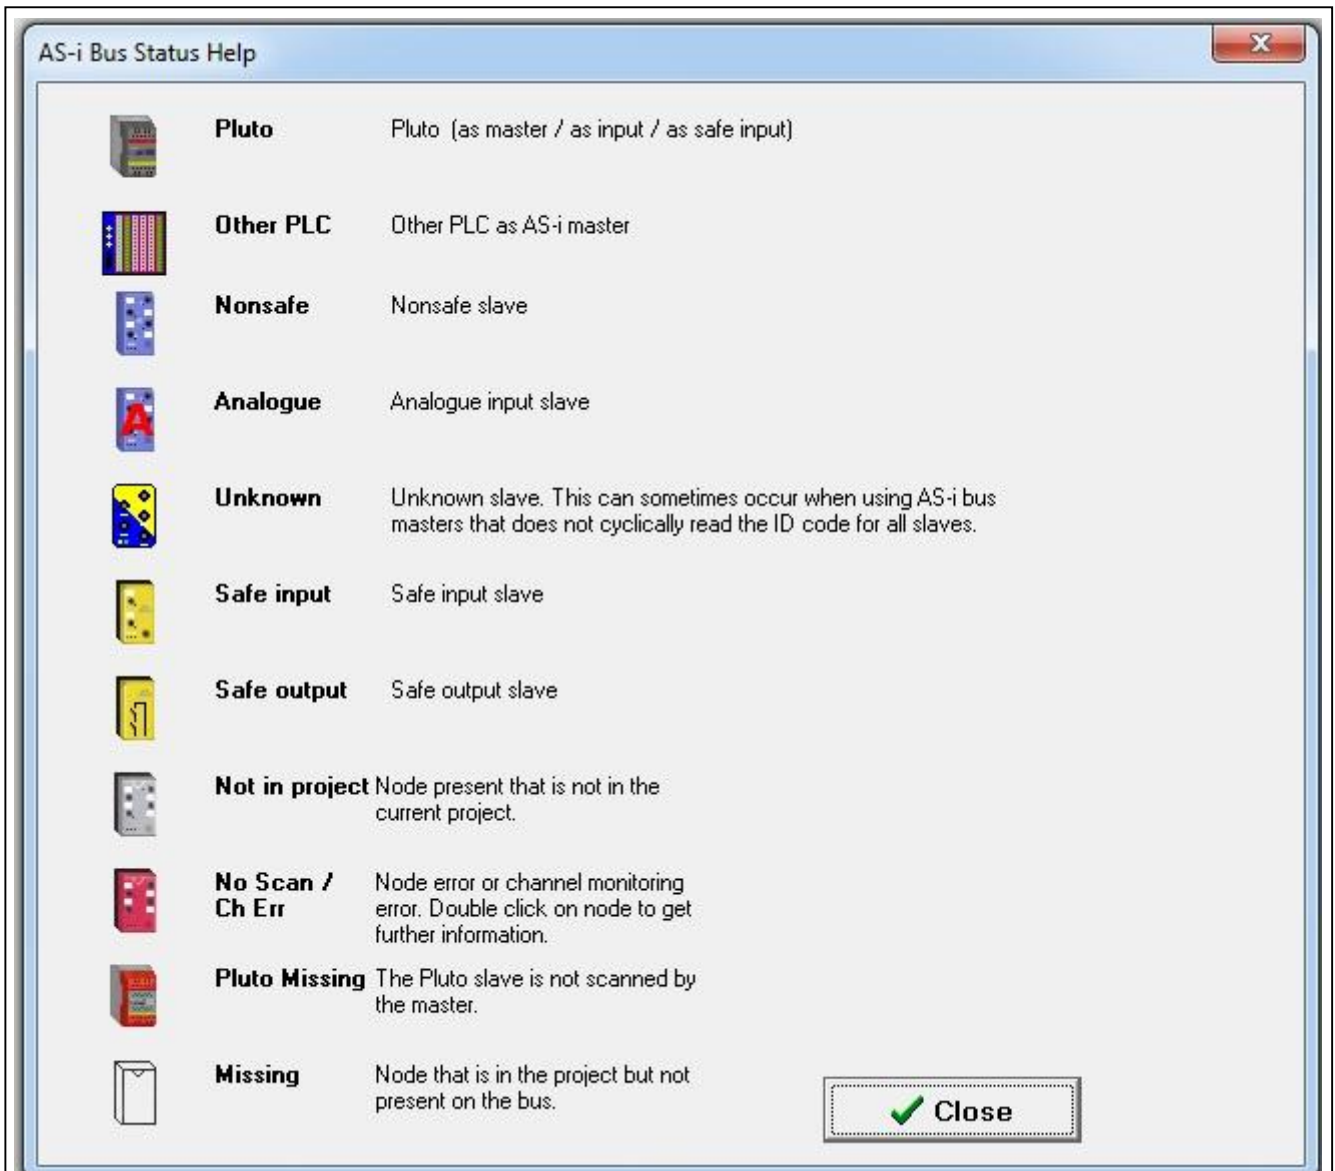 AS-i Bus Status Help
Pluto Pluto (as master / as input / as safe input)
Other PLC Other PLC as AS-i master
Nonsafe Nonsafe slave
Analogue Analogue input slave
A
Unknown Unknown slave. This can sometimes occur when using AS-i bus
masters that does not cyclically read the ID code for all slaves.
Safe input Safe input slave
Safe output Safe output slave
Not in project Node present that is not in the
current project.
No Scan / Node error or channel monitoring
Ch Err error. Double click on node to get
further information.
Pluto Missing The Pluto slave is not scanned by
the master.
Missing Node that is in the project but not
present on the bus.
Close